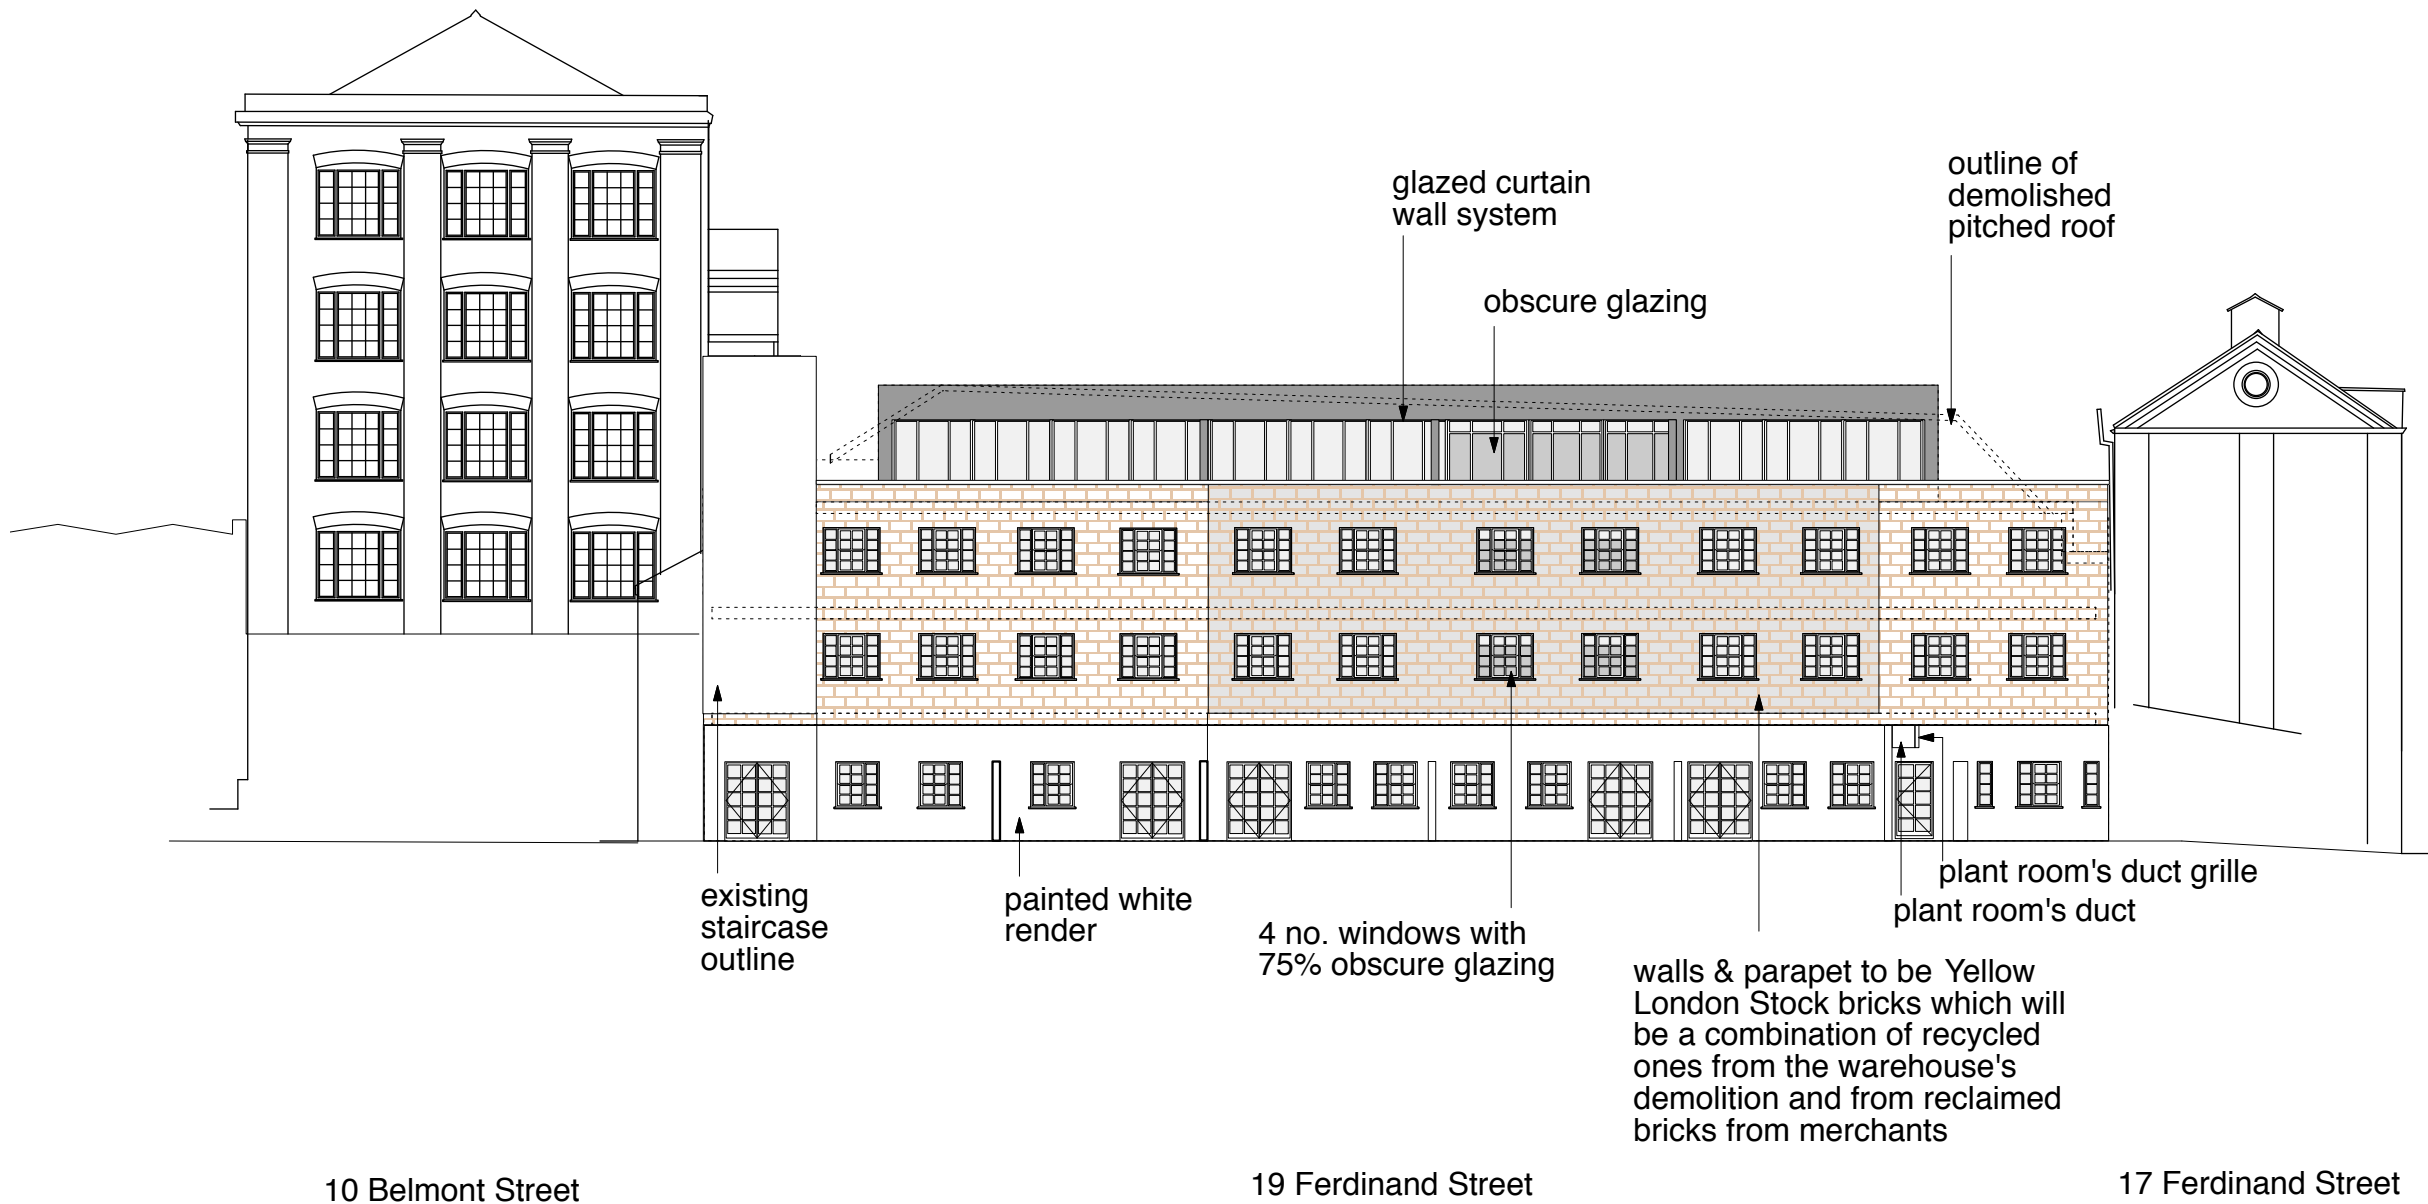 glazed curtain
wall system
outline of
demolished
pitched roof
obscure glazing
existing
staircase
outline
painted white
render
4 no. windows with
75% obscure glazing
plant room's duct grille
plant room's duct
walls & parapet to be Yellow
London Stock bricks which will
be a combination of recycled
ones from the warehouse's
demolition and from reclaimed
bricks from merchants
10 Belmont Street
19 Ferdinand Street
17 Ferdinand Street